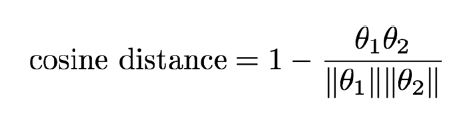 cosine distance = 1 − θ₁θ₂ / ‖θ₁‖‖θ₂‖